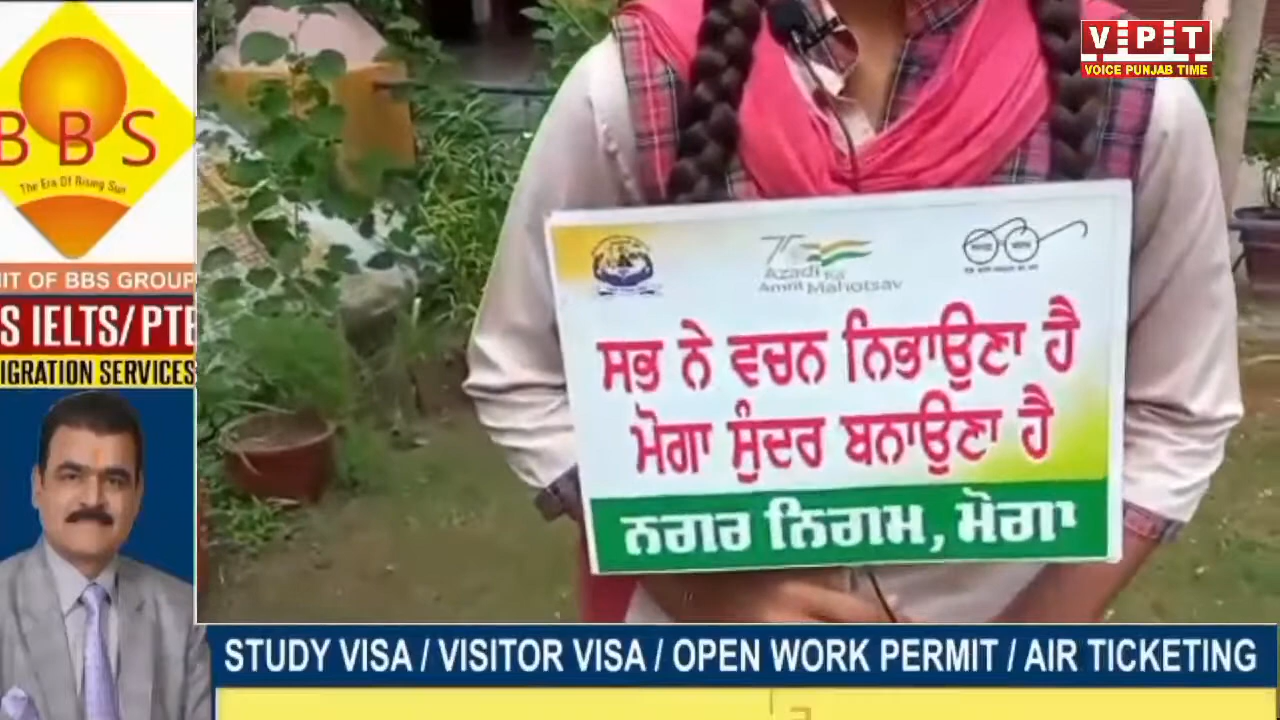 VPT
VOICE PUNJAB TIME
BBS
The Era Of Rising Sun
IT OF BBS GROUP
S IELTS/PTE
IGRATION SERVICES
75
Azadi Ka
Amrit Mahotsav
ਸਭ ਨੇ ਵਚਨ ਨਿਭਾਉਣਾ ਹੈ
ਮੋਗਾ ਸੁੰਦਰ ਬਨਾਉਣਾ ਹੈ
ਨਗਰ ਨਿਗਮ, ਮੋਗਾ
STUDY VISA / VISITOR VISA / OPEN WORK PERMIT / AIR TICKETING